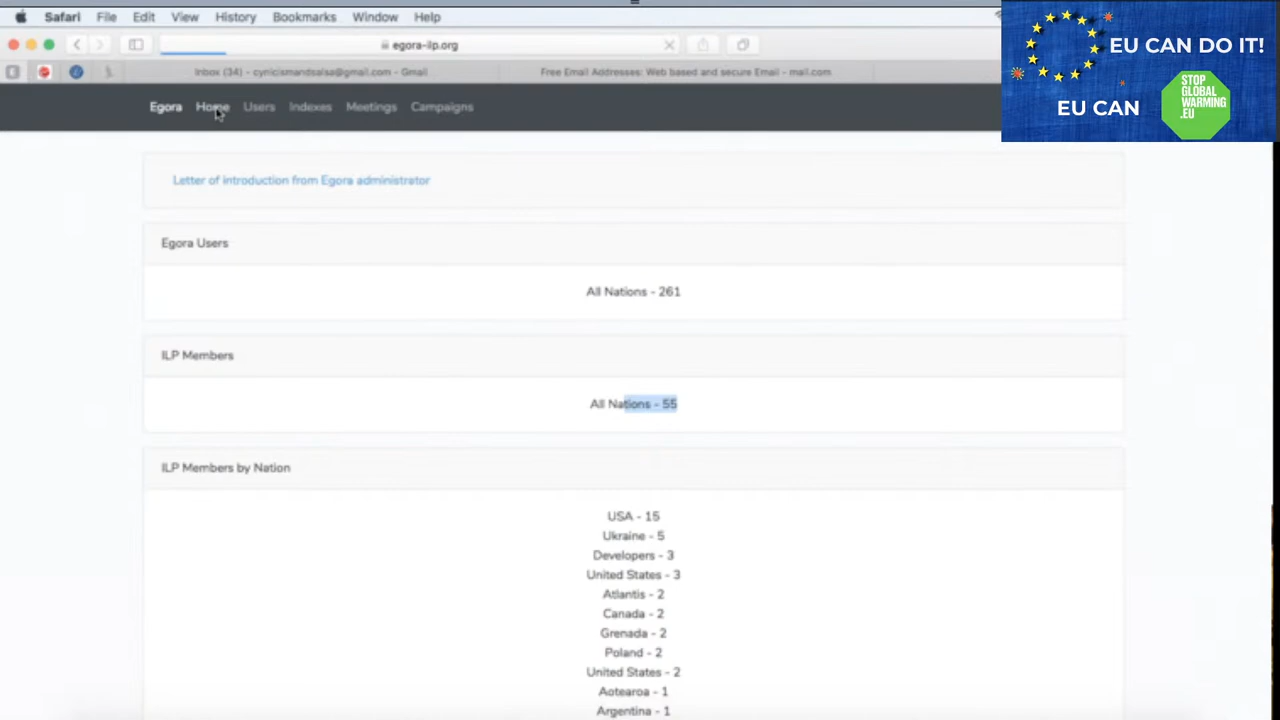 Safari File Edit View History Bookmarks Window Help
egora-ilp.org
Inbox (34) - cynicismandsalsa@gmail.com - Gmail
Free Email Addresses: Web based and secure Email - mail.com
EU CAN DO IT!
EU CAN
STOP
GLOBAL
WARMING
.EU
Egora Home Users Indexes Meetings Campaigns
Letter of introduction from Egora administrator
Egora Users
All Nations - 261
ILP Members
All Nations - 55
ILP Members by Nation
USA - 15
Ukraine - 5
Developers - 3
United States - 3
Atlantis - 2
Canada - 2
Grenada - 2
Poland - 2
United States - 2
Aotearoa - 1
Argentina - 1